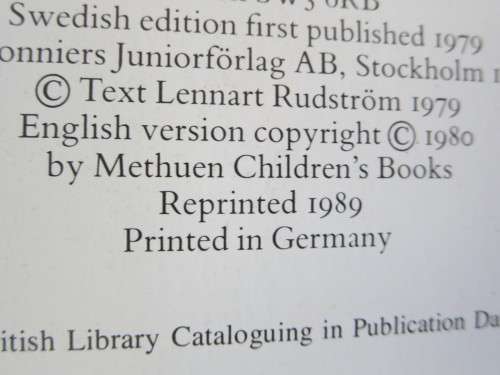 Swedish edition first published 1979
onniers Juniorförlag AB, Stockholm 1
© Text Lennart Rudström 1979
English version copyright © 1980
by Methuen Children's Books
Reprinted 1989
Printed in Germany
itish Library Cataloguing in Publication Da